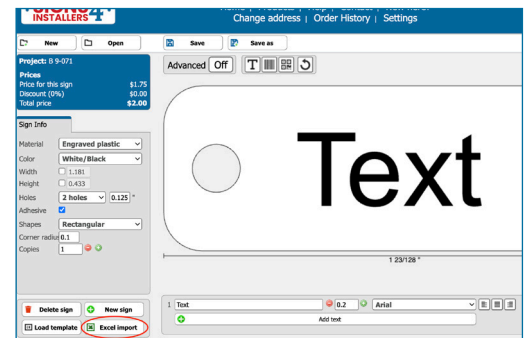 SIGNS4
INSTALLERS
Change address | Order History | Settings
New
Open
Save
Save as
Project: B 9-071
Prices
Price for this sign $1.75
Discount (0%) $0.00
Total price $2.00
Advanced Off T
Sign Info
Material Engraved plastic
Color White/Black
Width 1.181
Height 0.433
Holes 2 holes 0.125 "
Adhesive
Shapes Rectangular
Corner radius 0.1
Copies 1
Text
1 23/128 "
Delete sign
New sign
Load template
Excel import
1 Text 0.2 Arial
Add text